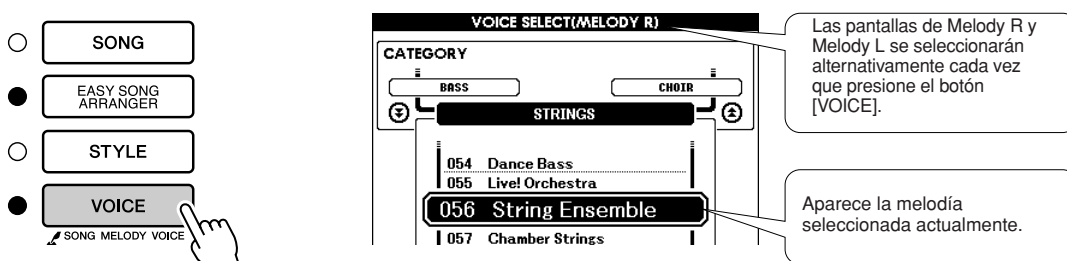 SONG
EASY SONG
ARRANGER
STYLE
VOICE
SONG MELODY VOICE
VOICE SELECT(MELODY R)
CATEGORY
BASS
CHOIR
STRINGS
054 Dance Bass
055 Live! Orchestra
056 String Ensemble
057 Chamber Strings
Las pantallas de Melody R y
Melody L se seleccionarán
alternativamente cada vez
que presione el botón
[VOICE].
Aparece la melodía
seleccionada actualmente.